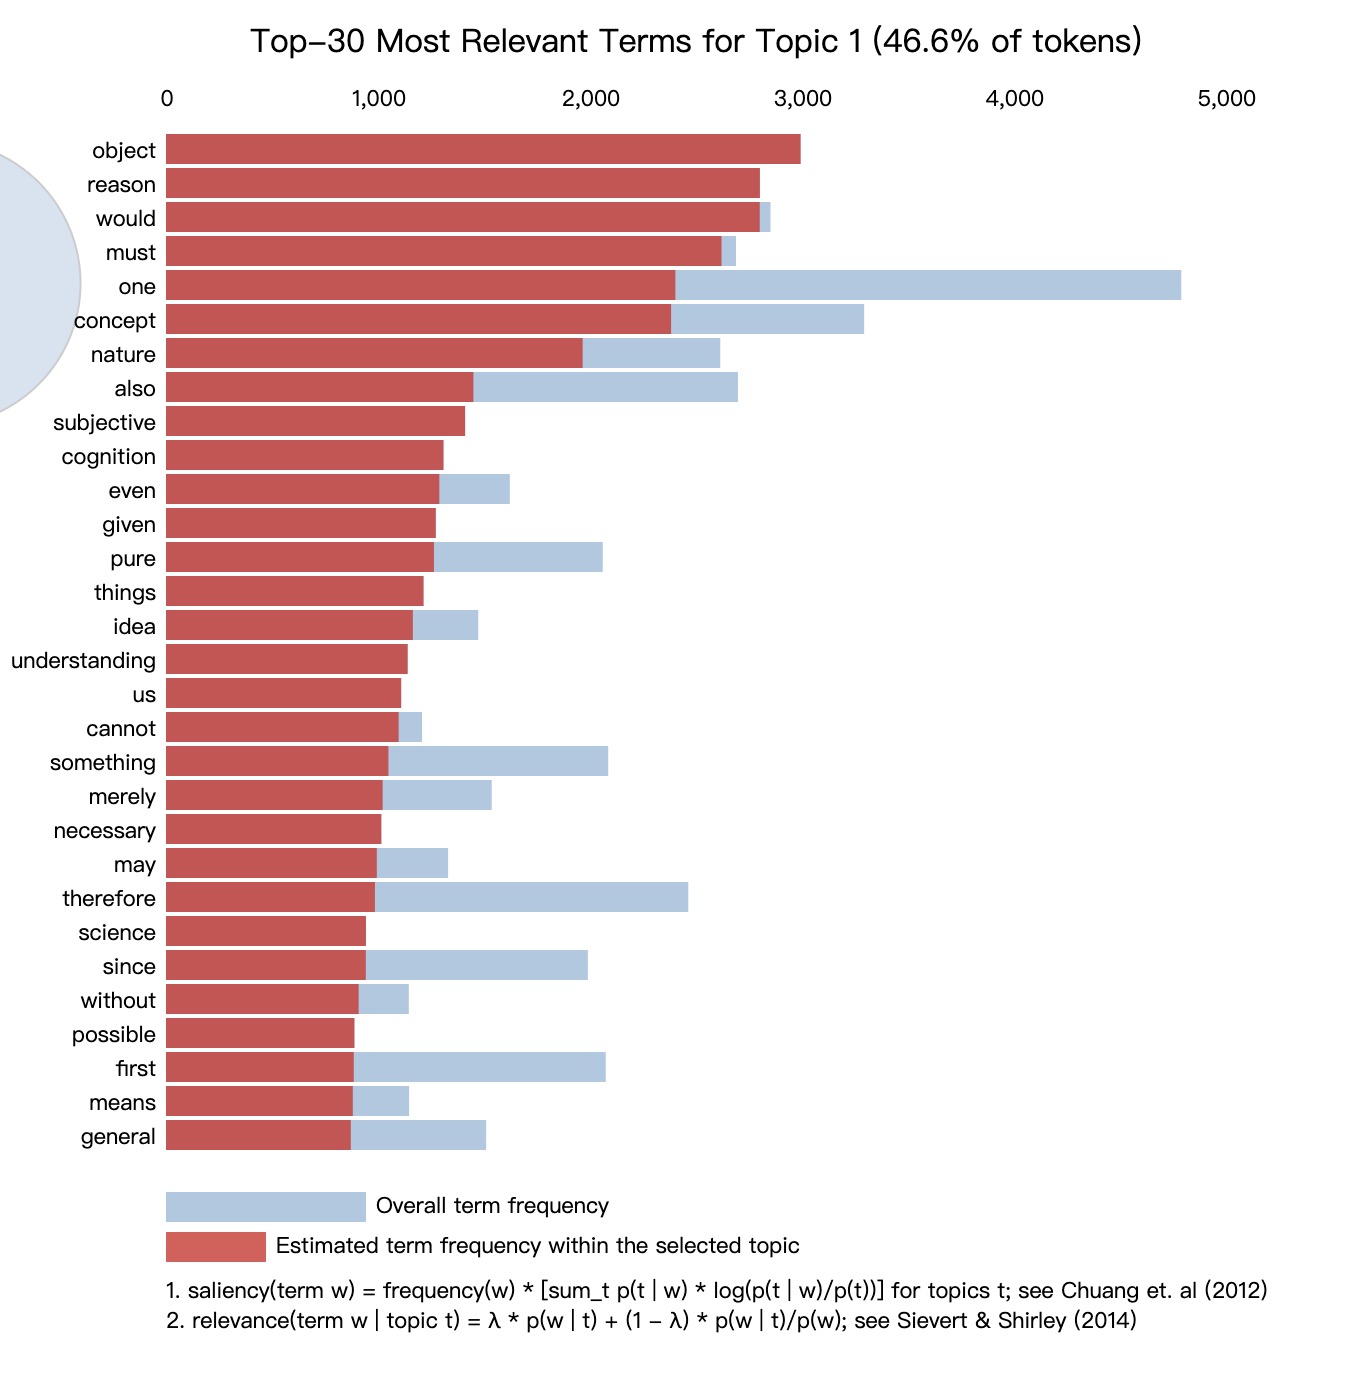 Top–30 Most Relevant Terms for Topic 1 (46.6% of tokens)
0 1,000 2,000 3,000 4,000 5,000
object
reason
would
must
one
concept
nature
also
subjective
cognition
even
given
pure
things
idea
understanding
us
cannot
something
merely
necessary
may
therefore
science
since
without
possible
first
means
general
Overall term frequency
Estimated term frequency within the selected topic
1. saliency(term w) = frequency(w) * [sum_t p(t | w) * log(p(t | w)/p(t))] for topics t; see Chuang et. al (2012)
2. relevance(term w | topic t) = λ * p(w | t) + (1 – λ) * p(w | t)/p(w); see Sievert & Shirley (2014)